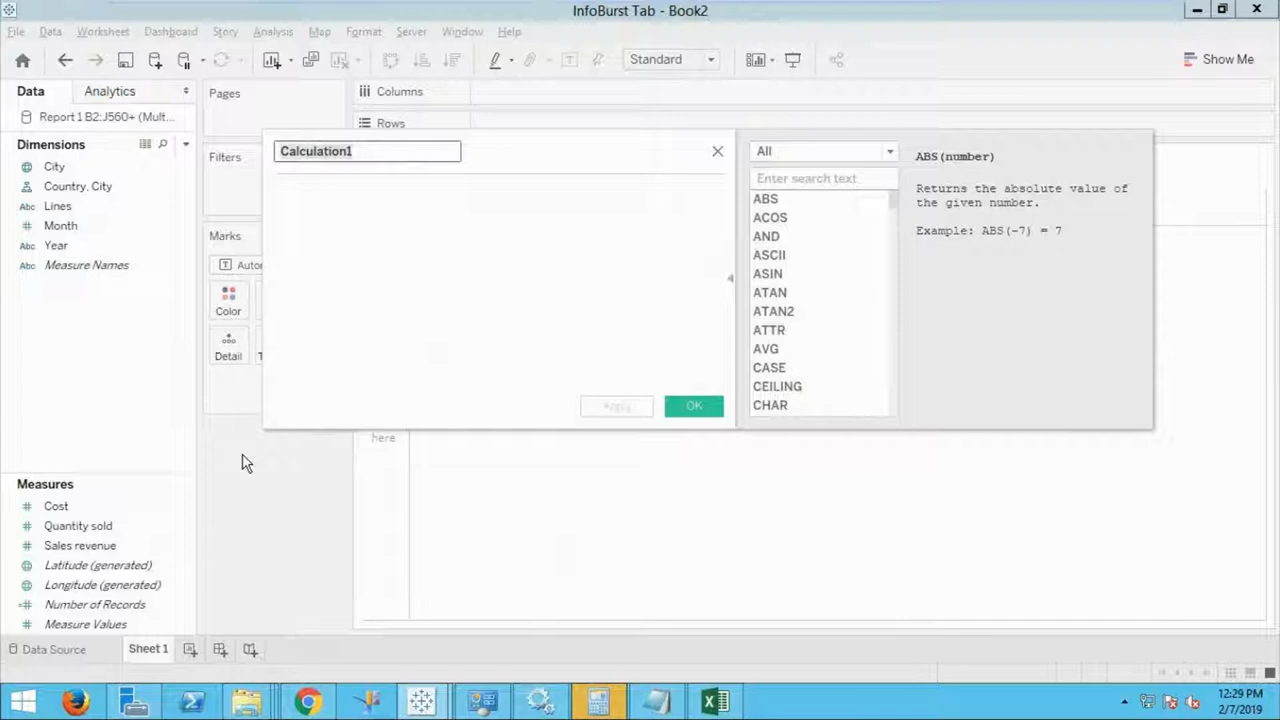 InfoBurst Tab - Book2
File Data Worksheet Dashboard Story Analysis Map Format Server Window Help
Standard
Show Me
Data Analytics
Report 1 B2:J560+ (Mult...
Dimensions
City
Country, City
Abc Lines
Month
Abc Year
Abc Measure Names
Measures
Cost
Quantity sold
Sales revenue
Latitude (generated)
Longitude (generated)
Number of Records
Measure Values
Pages
Filters
Marks
Color
Detail
Columns
Rows
Calculation1
Apply
OK
All
Enter search text
ABS
ACOS
AND
ASCII
ASIN
ATAN
ATAN2
ATTR
AVG
CASE
CEILING
CHAR
ABS(number)
Returns the absolute value of
the given number.
Example: ABS(-7) = 7
here
Data Source Sheet 1
12:29 PM
2/7/2019